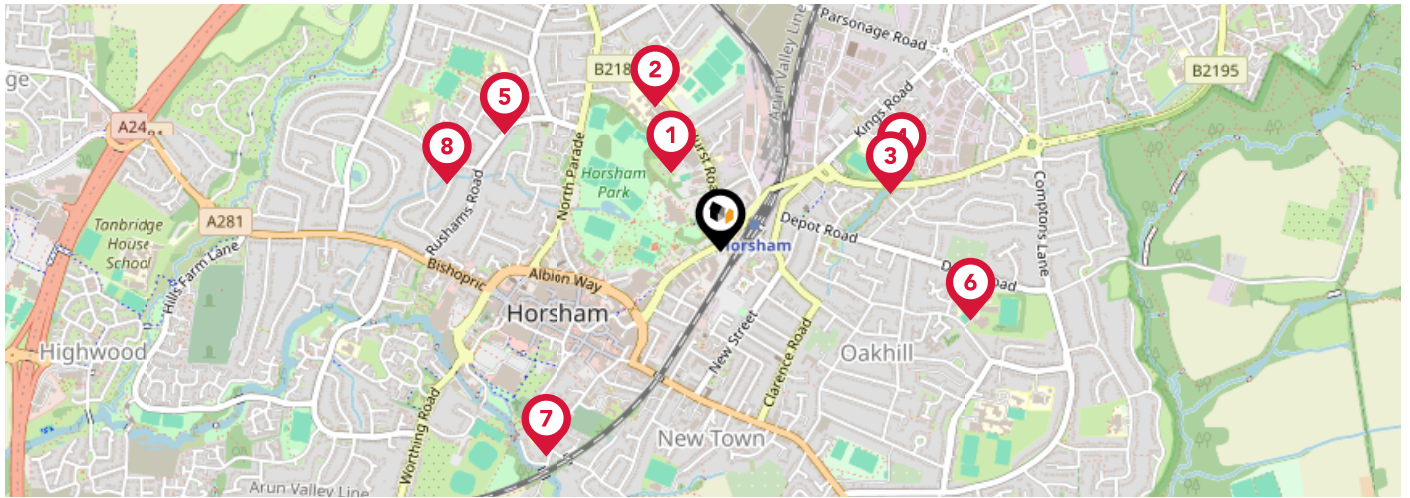 Parsonage Road
ge
B218
2
Arun Valley Line
B2195
5
Kings Road
A24
1
4
8
3
Horsham
Park
North Parade
Rushams Road
Comptons Lane
Tanbridge
House
School
A281
Depot Road
orsham
Hills Farm Lane
Bishopric
Albion Way
6
Horsham
Highwood
New Street
Oakhill
Clarence Road
7
Worthing Road
New Town
Arun Valley Line